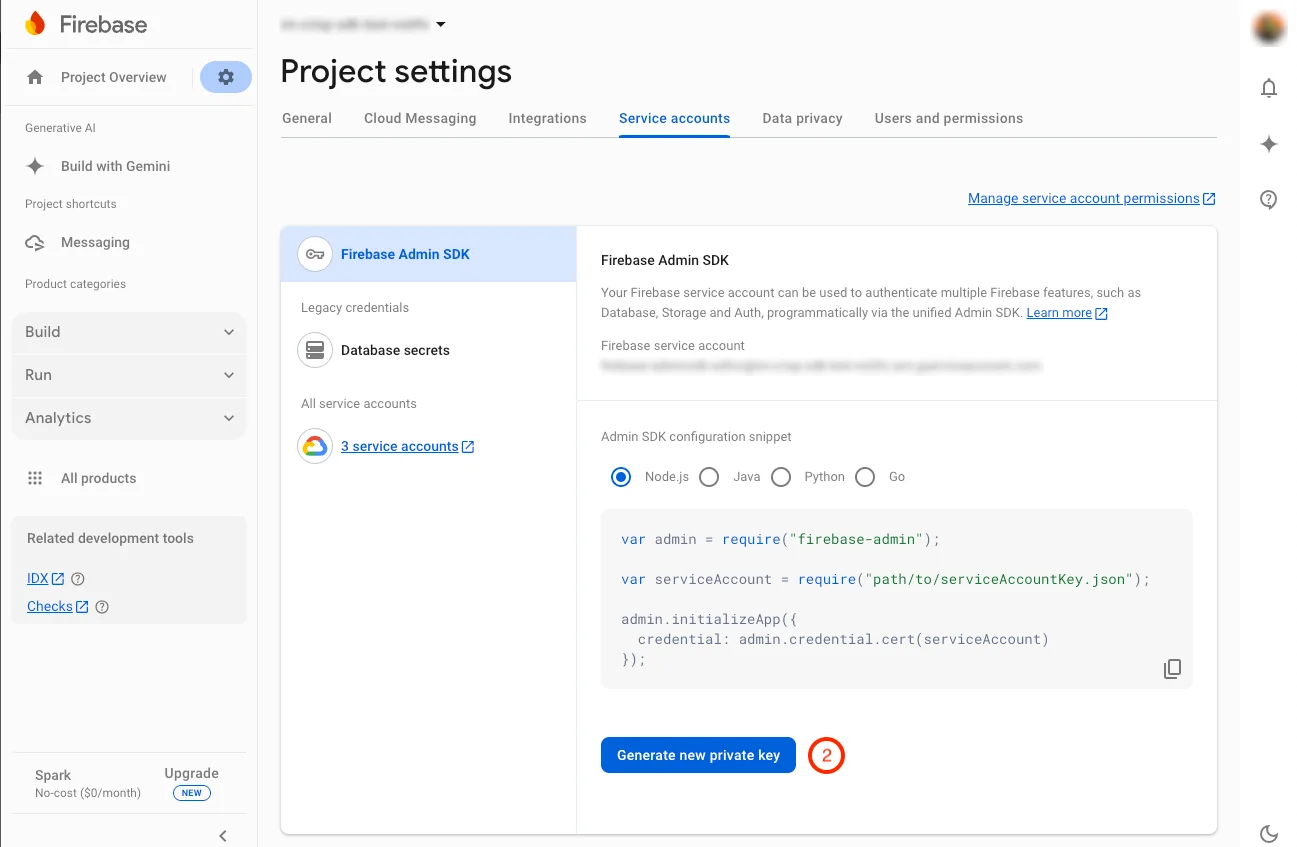 Firebase
Project Overview
Generative AI
Build with Gemini
Project shortcuts
Messaging
Product categories
Build
Run
Analytics
All products
Related development tools
IDX
Checks
Spark
No-cost ($0/month)
Upgrade
NEW
Project settings
General Cloud Messaging Integrations Service accounts Data privacy Users and permissions
Manage service account permissions
Firebase Admin SDK
Legacy credentials
Database secrets
All service accounts
3 service accounts
Firebase Admin SDK
Your Firebase service account can be used to authenticate multiple Firebase features, such as
Database, Storage and Auth, programmatically via the unified Admin SDK. Learn more
Firebase service account
Admin SDK configuration snippet
Node.js Java Python Go
var admin = require("firebase-admin");
var serviceAccount = require("path/to/serviceAccountKey.json");
admin.initializeApp({
  credential: admin.credential.cert(serviceAccount)
});
Generate new private key 2